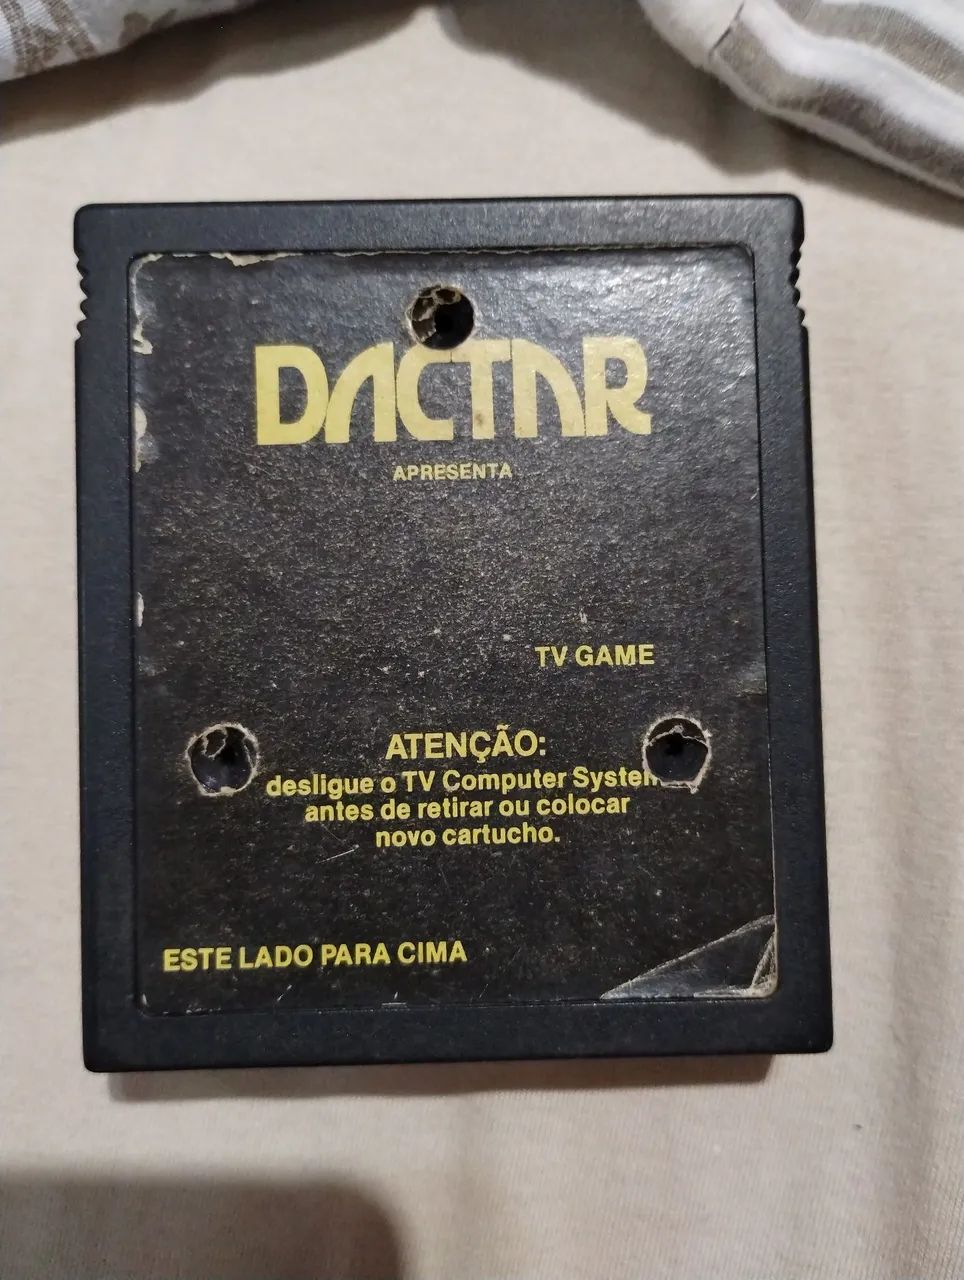 DACTAR
APRESENTA
TV GAME
ATENÇÃO:
desligue o TV Computer System
antes de retirar ou colocar
novo cartucho.
ESTE LADO PARA CIMA